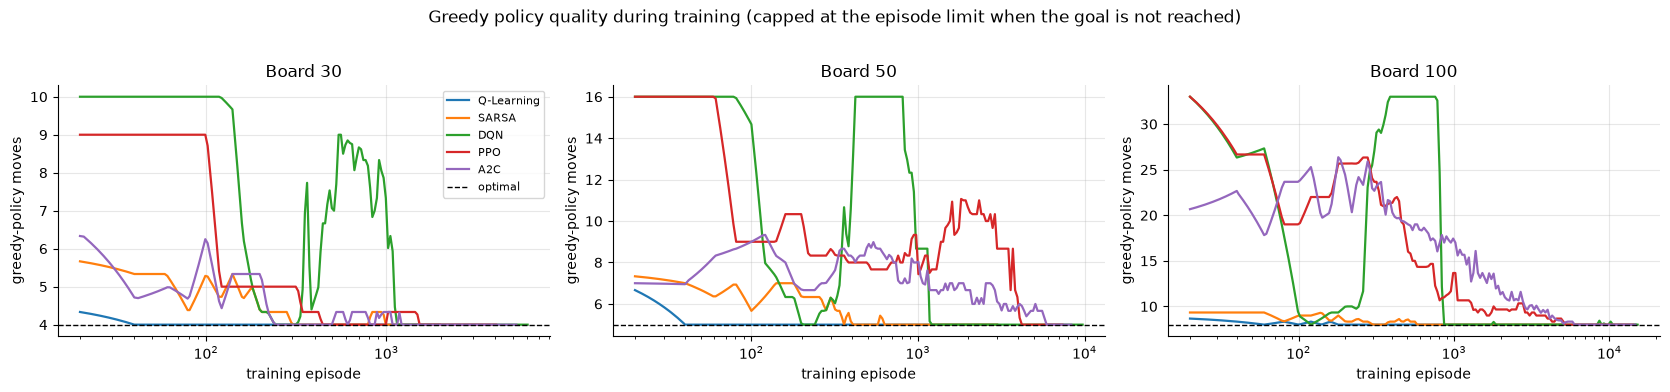 Greedy policy quality during training (capped at the episode limit when the goal is not reached)
Board 30
greedy-policy moves
10
9
8
7
6
5
4
10²
10³
training episode
Q-Learning
SARSA
DQN
PPO
A2C
optimal
Board 50
greedy-policy moves
16
14
12
10
8
6
10²
10³
10⁴
training episode
Board 100
greedy-policy moves
30
25
20
15
10
10²
10³
10⁴
training episode